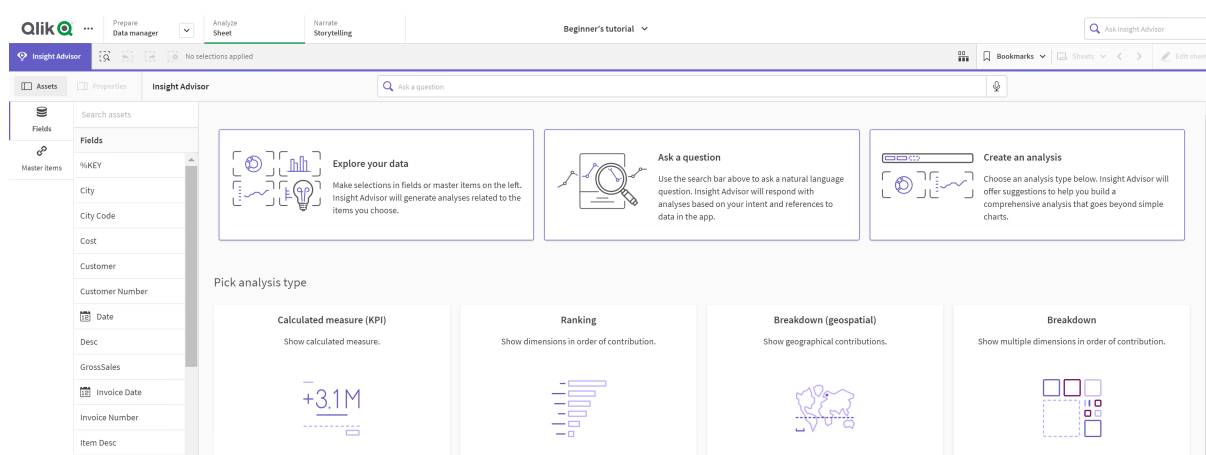 Qlik
Prepare
Data manager
Analyze
Sheet
Narrate
Storytelling
Beginner's tutorial
Ask Insight Advisor
Insight Advisor
No selections applied
Bookmarks
Sheets
Edit sheet
Assets
Properties
Insight Advisor
Ask a question
Fields
Master items
Search assets
Fields
%KEY
City
City Code
Cost
Customer
Customer Number
Date
Desc
GrossSales
Invoice Date
Invoice Number
Item Desc
Explore your data
Make selections in fields or master items on the left.
Insight Advisor will generate analyses related to the
items you choose.
Ask a question
Use the search bar above to ask a natural language
question. Insight Advisor will respond with
analyses based on your intent and references to
data in the app.
Create an analysis
Choose an analysis type below. Insight Advisor will
offer suggestions to help you build a
comprehensive analysis that goes beyond simple
charts.
Pick analysis type
Calculated measure (KPI)
Show calculated measure.
+3.1M
Ranking
Show dimensions in order of contribution.
Breakdown (geospatial)
Show geographical contributions.
Breakdown
Show multiple dimensions in order of contribution.